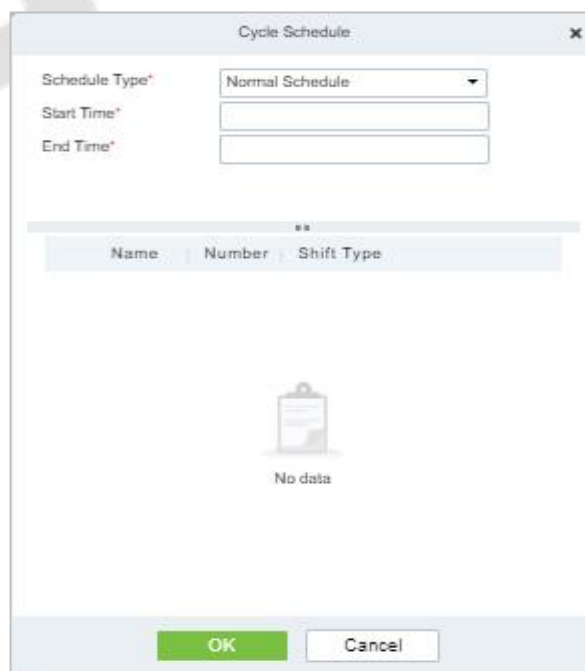 Cycle Schedule
Schedule Type* Normal Schedule
Start Time*
End Time*
Name Number Shift Type
No data
OK Cancel